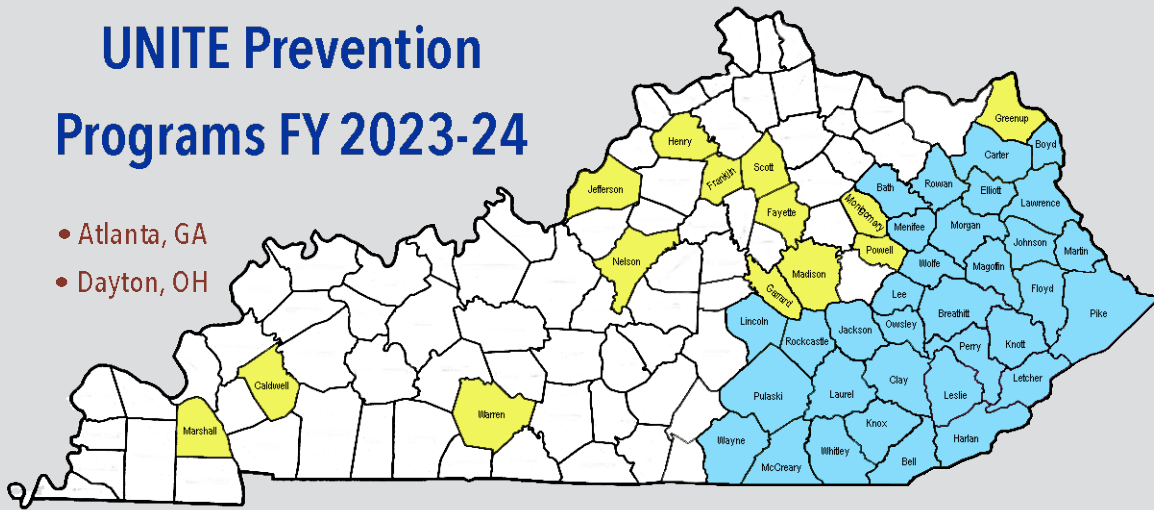 UNITE Prevention
Programs FY 2023-24
• Atlanta, GA
• Dayton, OH
Greenup
Henry
Carter
Boyd
Scott
Franklin
Jefferson
Bath
Rowan
Elliott
Lawrence
Fayette
Montgomery
Menifee
Morgan
Johnson
Martin
Powell
Nelson
Madison
Wolfe
Magoffin
Garrard
Floyd
Lee
Breathitt
Pike
Lincoln
Rockcastle
Jackson
Owsley
Perry
Knott
Caldwell
Pulaski
Laurel
Clay
Leslie
Letcher
Marshall
Warren
Knox
Wayne
Whitley
Harlan
McCreary
Bell